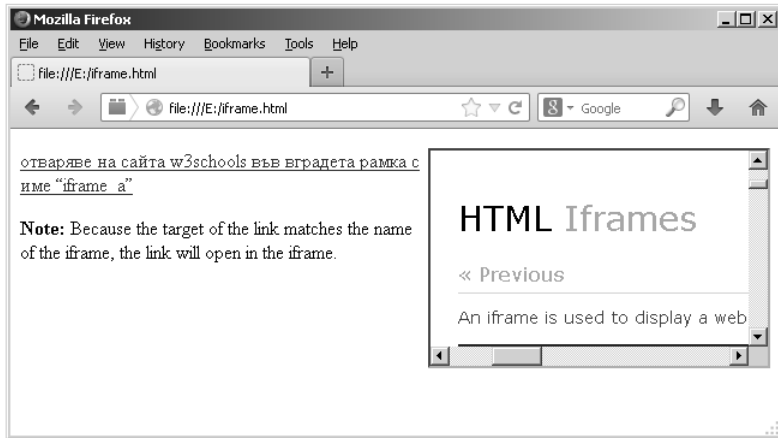 Mozilla Firefox
File Edit View History Bookmarks Tools Help
file:///E:/iframe.html
file:///E:/iframe.html
Google
отваряве на сайта w3schools във вградета рамка с
име “iframe_a”
Note: Because the target of the link matches the name
of the iframe, the link will open in the iframe.
HTML Iframes
« Previous
An iframe is used to display a web